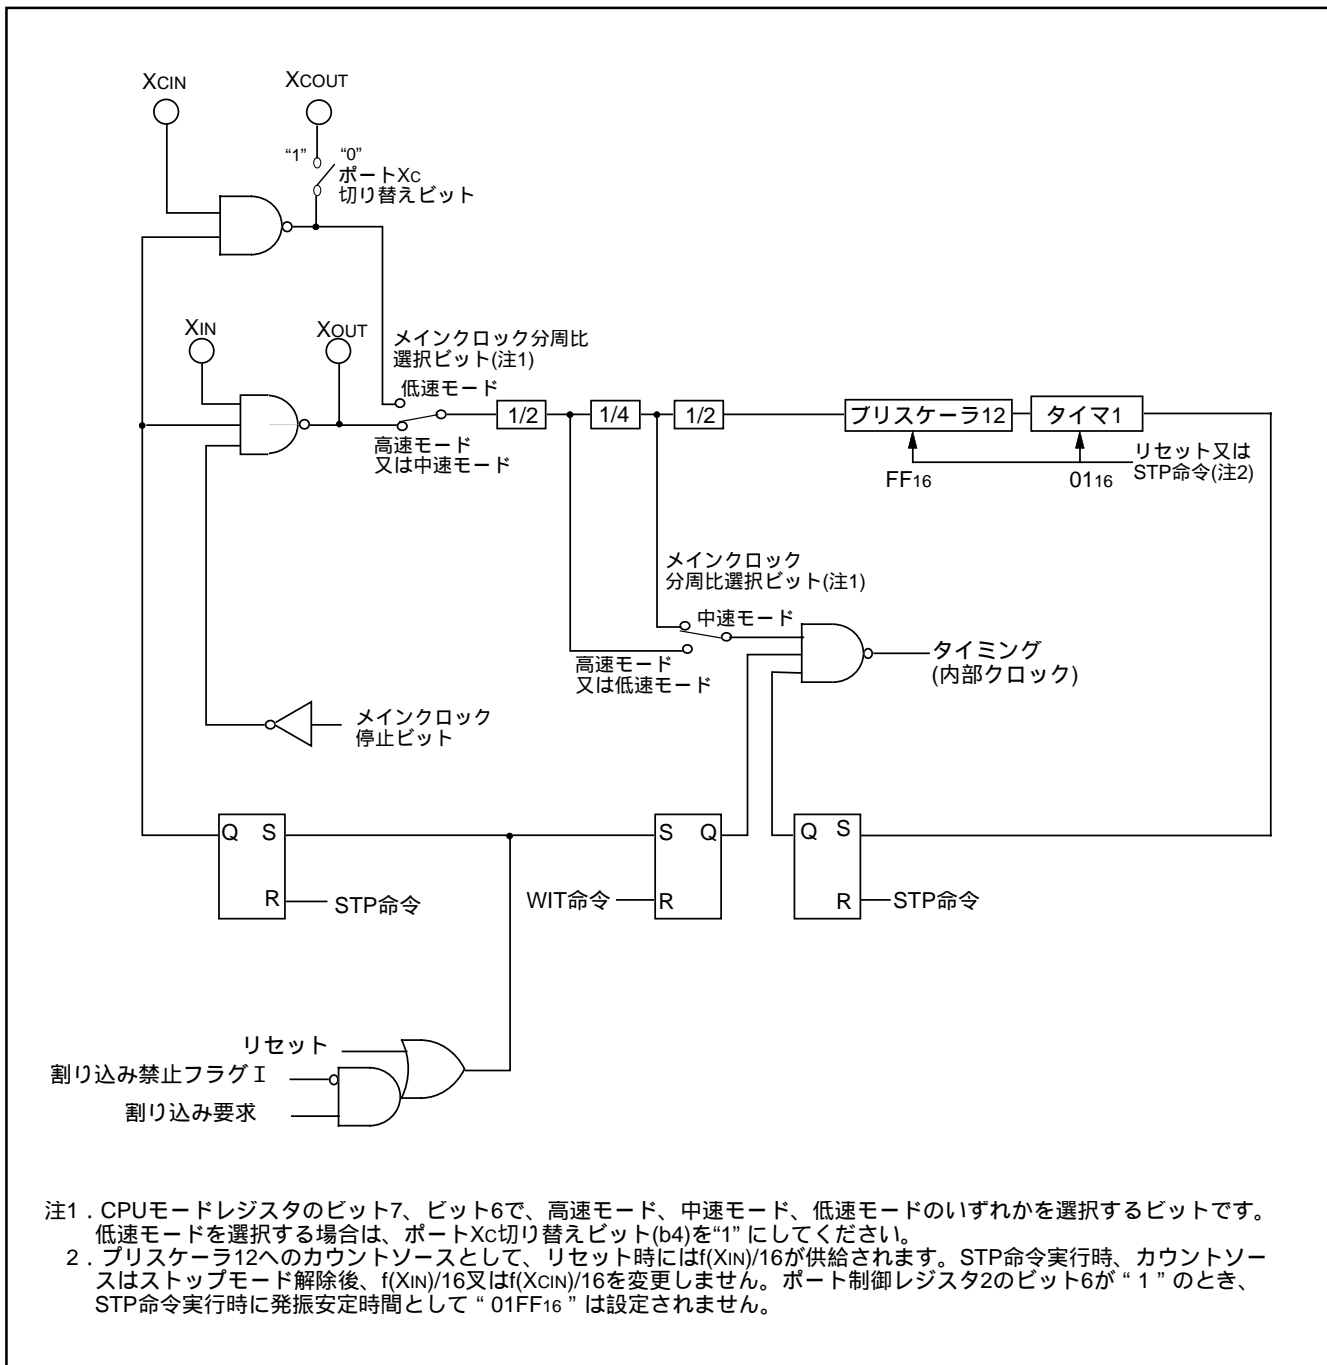 XCIN
XCOUT
“1”
“0”
ポートXC
切り替えビット
XIN
XOUT
メインクロック分周比
選択ビット(注1)
低速モード
高速モード
又は中速モード
1/2
1/4
1/2
プリスケーラ12
タイマ1
FF16
0116
リセット又は
STP命令(注2)
メインクロック
分周比選択ビット(注1)
中速モード
高速モード
又は低速モード
タイミング
(内部クロック)
メインクロック
停止ビット
Q S
R
STP命令
S Q
WIT命令
R
Q S
R
STP命令
リセット
割り込み禁止フラグ I
割り込み要求
注1．CPUモードレジスタのビット7、ビット6で、高速モード、中速モード、低速モードのいずれかを選択するビットです。
低速モードを選択する場合は、ポートXC切り替えビット(b4)を“1” にしてください。
2．プリスケーラ12へのカウントソースとして、リセット時にはf(XIN)/16が供給されます。STP命令実行時、カウントソー
スはストップモード解除後、f(XIN)/16又はf(XCIN)/16を変更しません。ポート制御レジスタ2のビット6が “ 1 ” のとき、
STP命令実行時に発振安定時間として “ 01FF16 ” は設定されません。